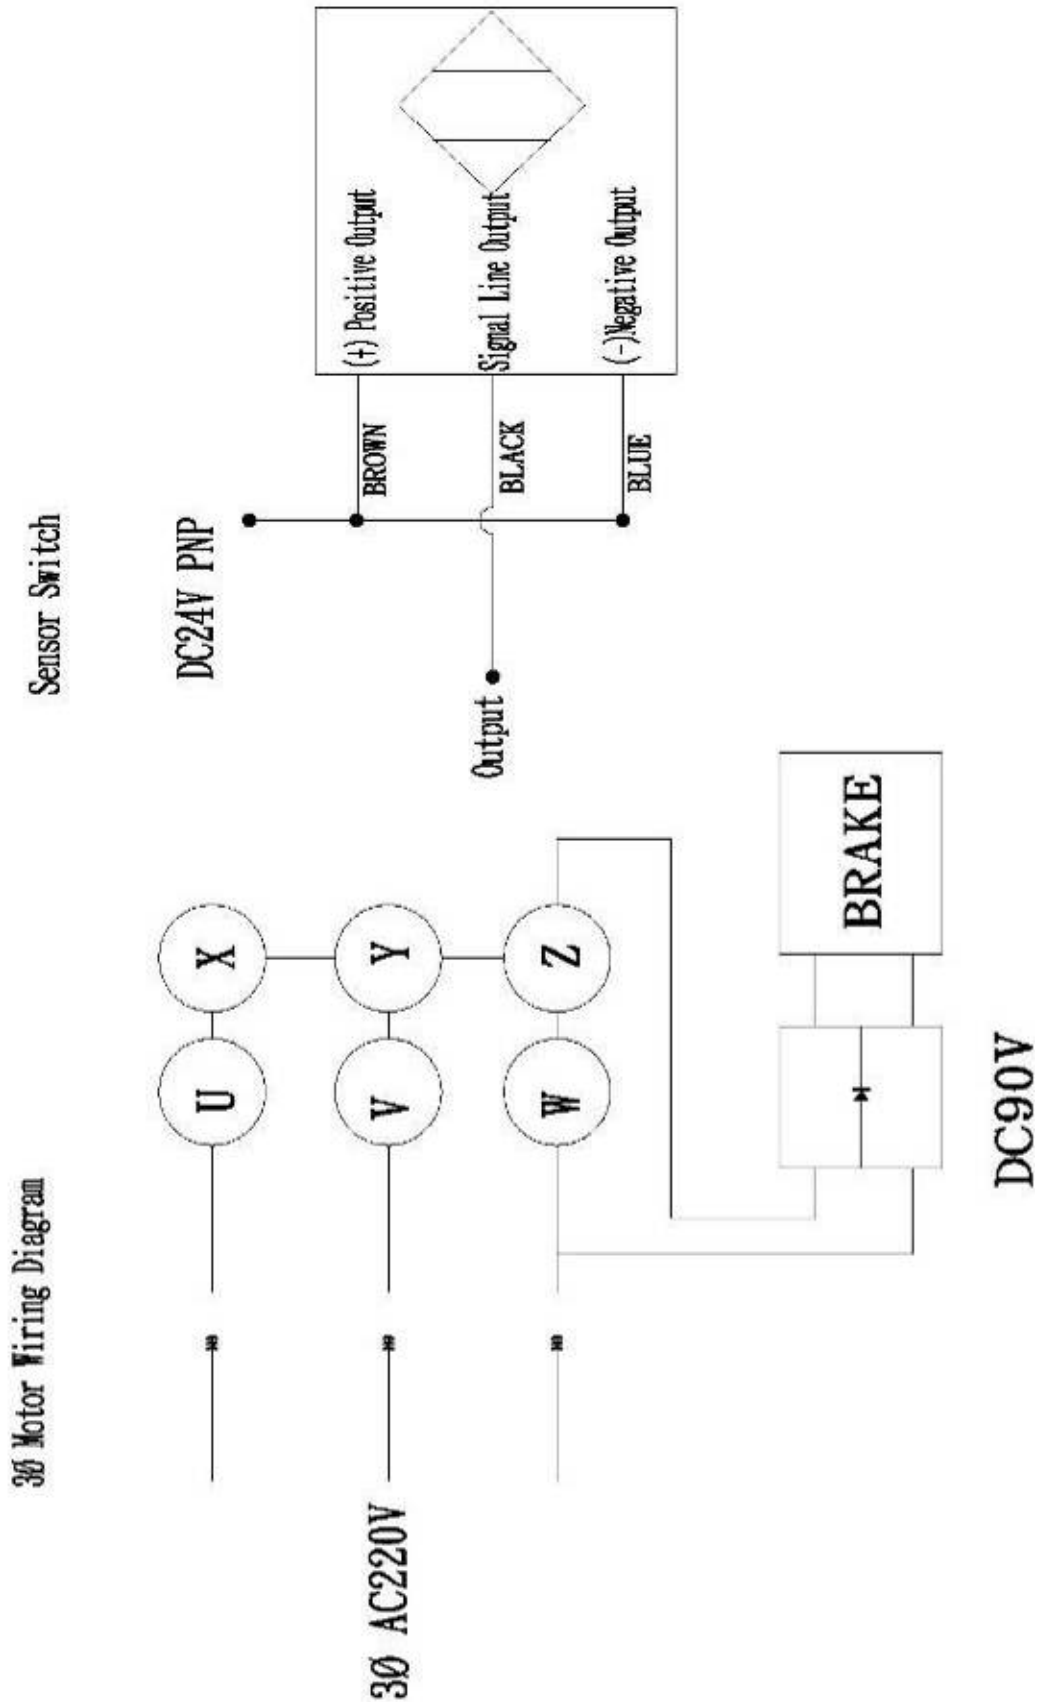 Sensor Switch
DC24V PNP
Output
BROWN
BLACK
BLUE
(+) Positive Output
Signal Line Output
(-)Negative Output
3Ø Motor Wiring Diagram
3Ø AC220V
U
X
V
Y
W
Z
BRAKE
DC90V